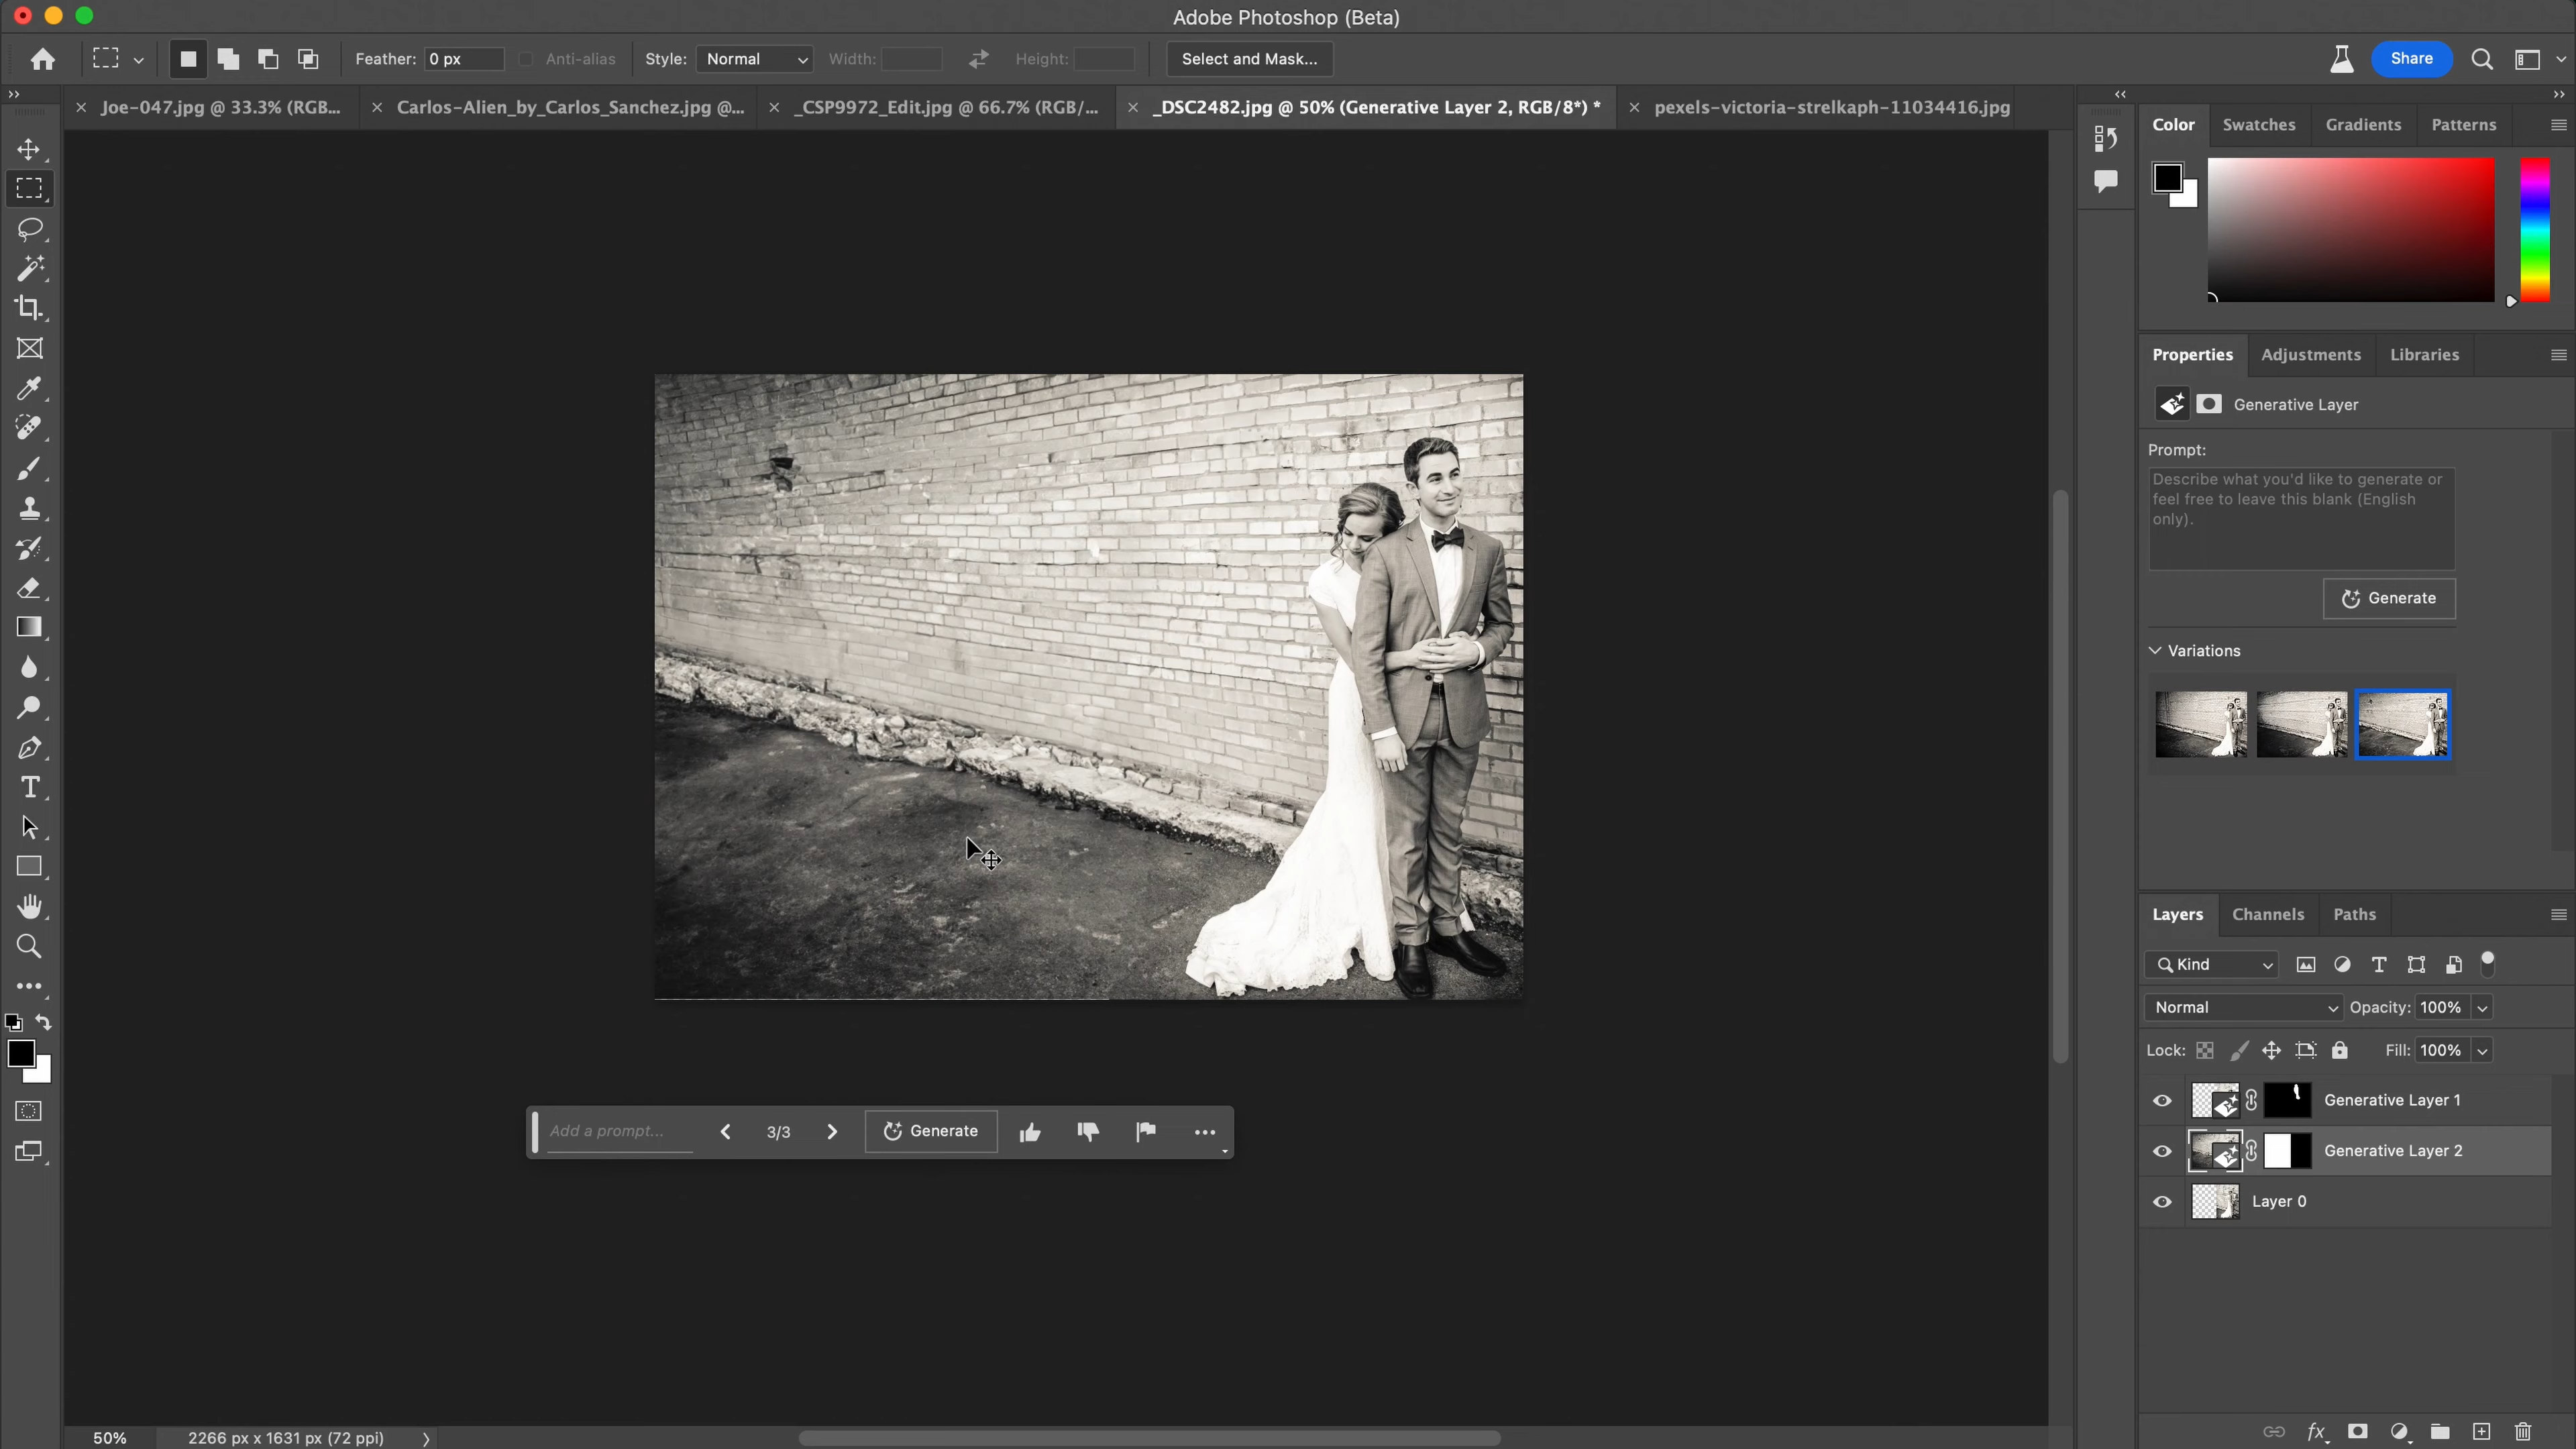 Adobe Photoshop (Beta)
Feather: 0 px Anti-alias Style: Normal Width: Height: Select and Mask... Share
Joe-047.jpg @ 33.3% (RGB... Carlos-Alien_by_Carlos_Sanchez.jpg @... _CSP9972_Edit.jpg @ 66.7% (RGB/... _DSC2482.jpg @ 50% (Generative Layer 2, RGB/8*) * pexels-victoria-strelkaph-11034416.jpg
Color Swatches Gradients Patterns
Properties Adjustments Libraries
Generative Layer
Prompt:
Describe what you'd like to generate or
feel free to leave this blank (English
only).
Generate
Variations
Layers Channels Paths
Kind
Normal Opacity: 100%
Lock: Fill: 100%
Generative Layer 1
Generative Layer 2
Layer 0
Add a prompt... 3/3 Generate
50% 2266 px x 1631 px (72 ppi)